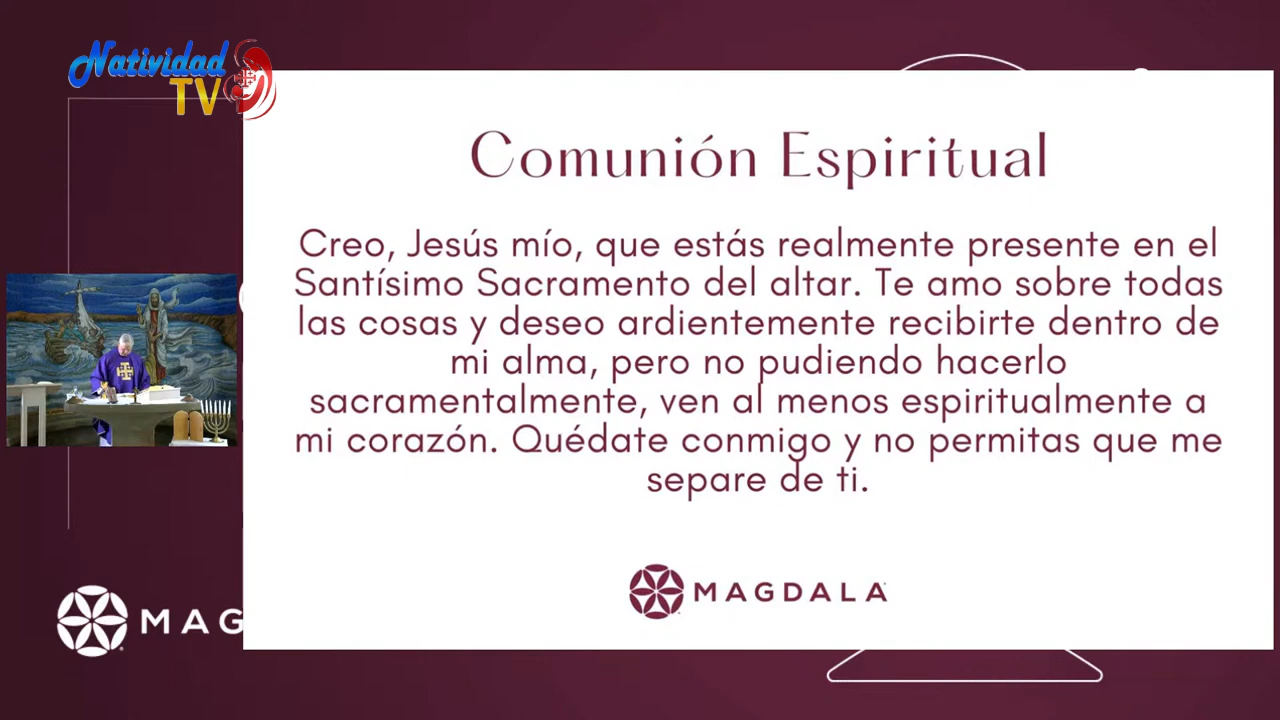 Natividad
TV
Comunión Espiritual
Creo, Jesús mío, que estás realmente presente en el
Santísimo Sacramento del altar. Te amo sobre todas
las cosas y deseo ardientemente recibirte dentro de
mi alma, pero no pudiendo hacerlo
sacramentalmente, ven al menos espiritualmente a
mi corazón. Quédate conmigo y no permitas que me
separe de ti.
MAGDALA
MAG